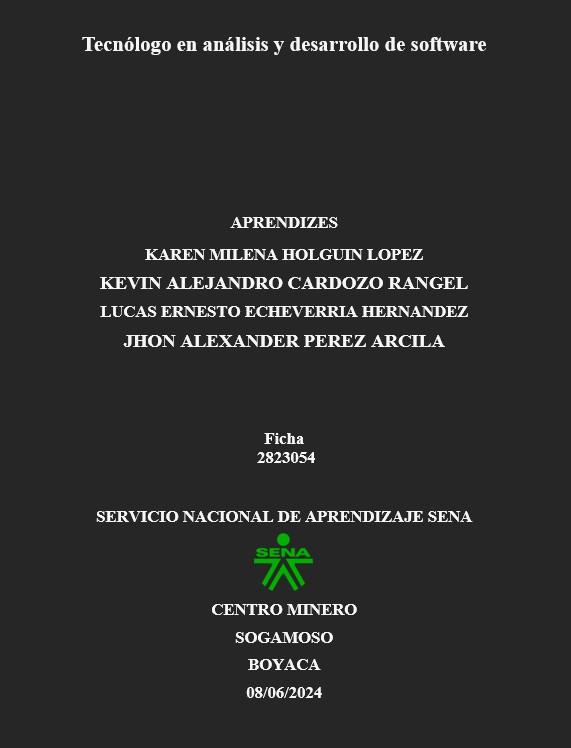 Tecnólogo en análisis y desarrollo de software
APRENDIZES
KAREN MILENA HOLGUIN LOPEZ
KEVIN ALEJANDRO CARDOZO RANGEL
LUCAS ERNESTO ECHEVERRIA HERNANDEZ
JHON ALEXANDER PEREZ ARCILA
Ficha
2823054
SERVICIO NACIONAL DE APRENDIZAJE SENA
SENA
CENTRO MINERO
SOGAMOSO
BOYACA
08/06/2024